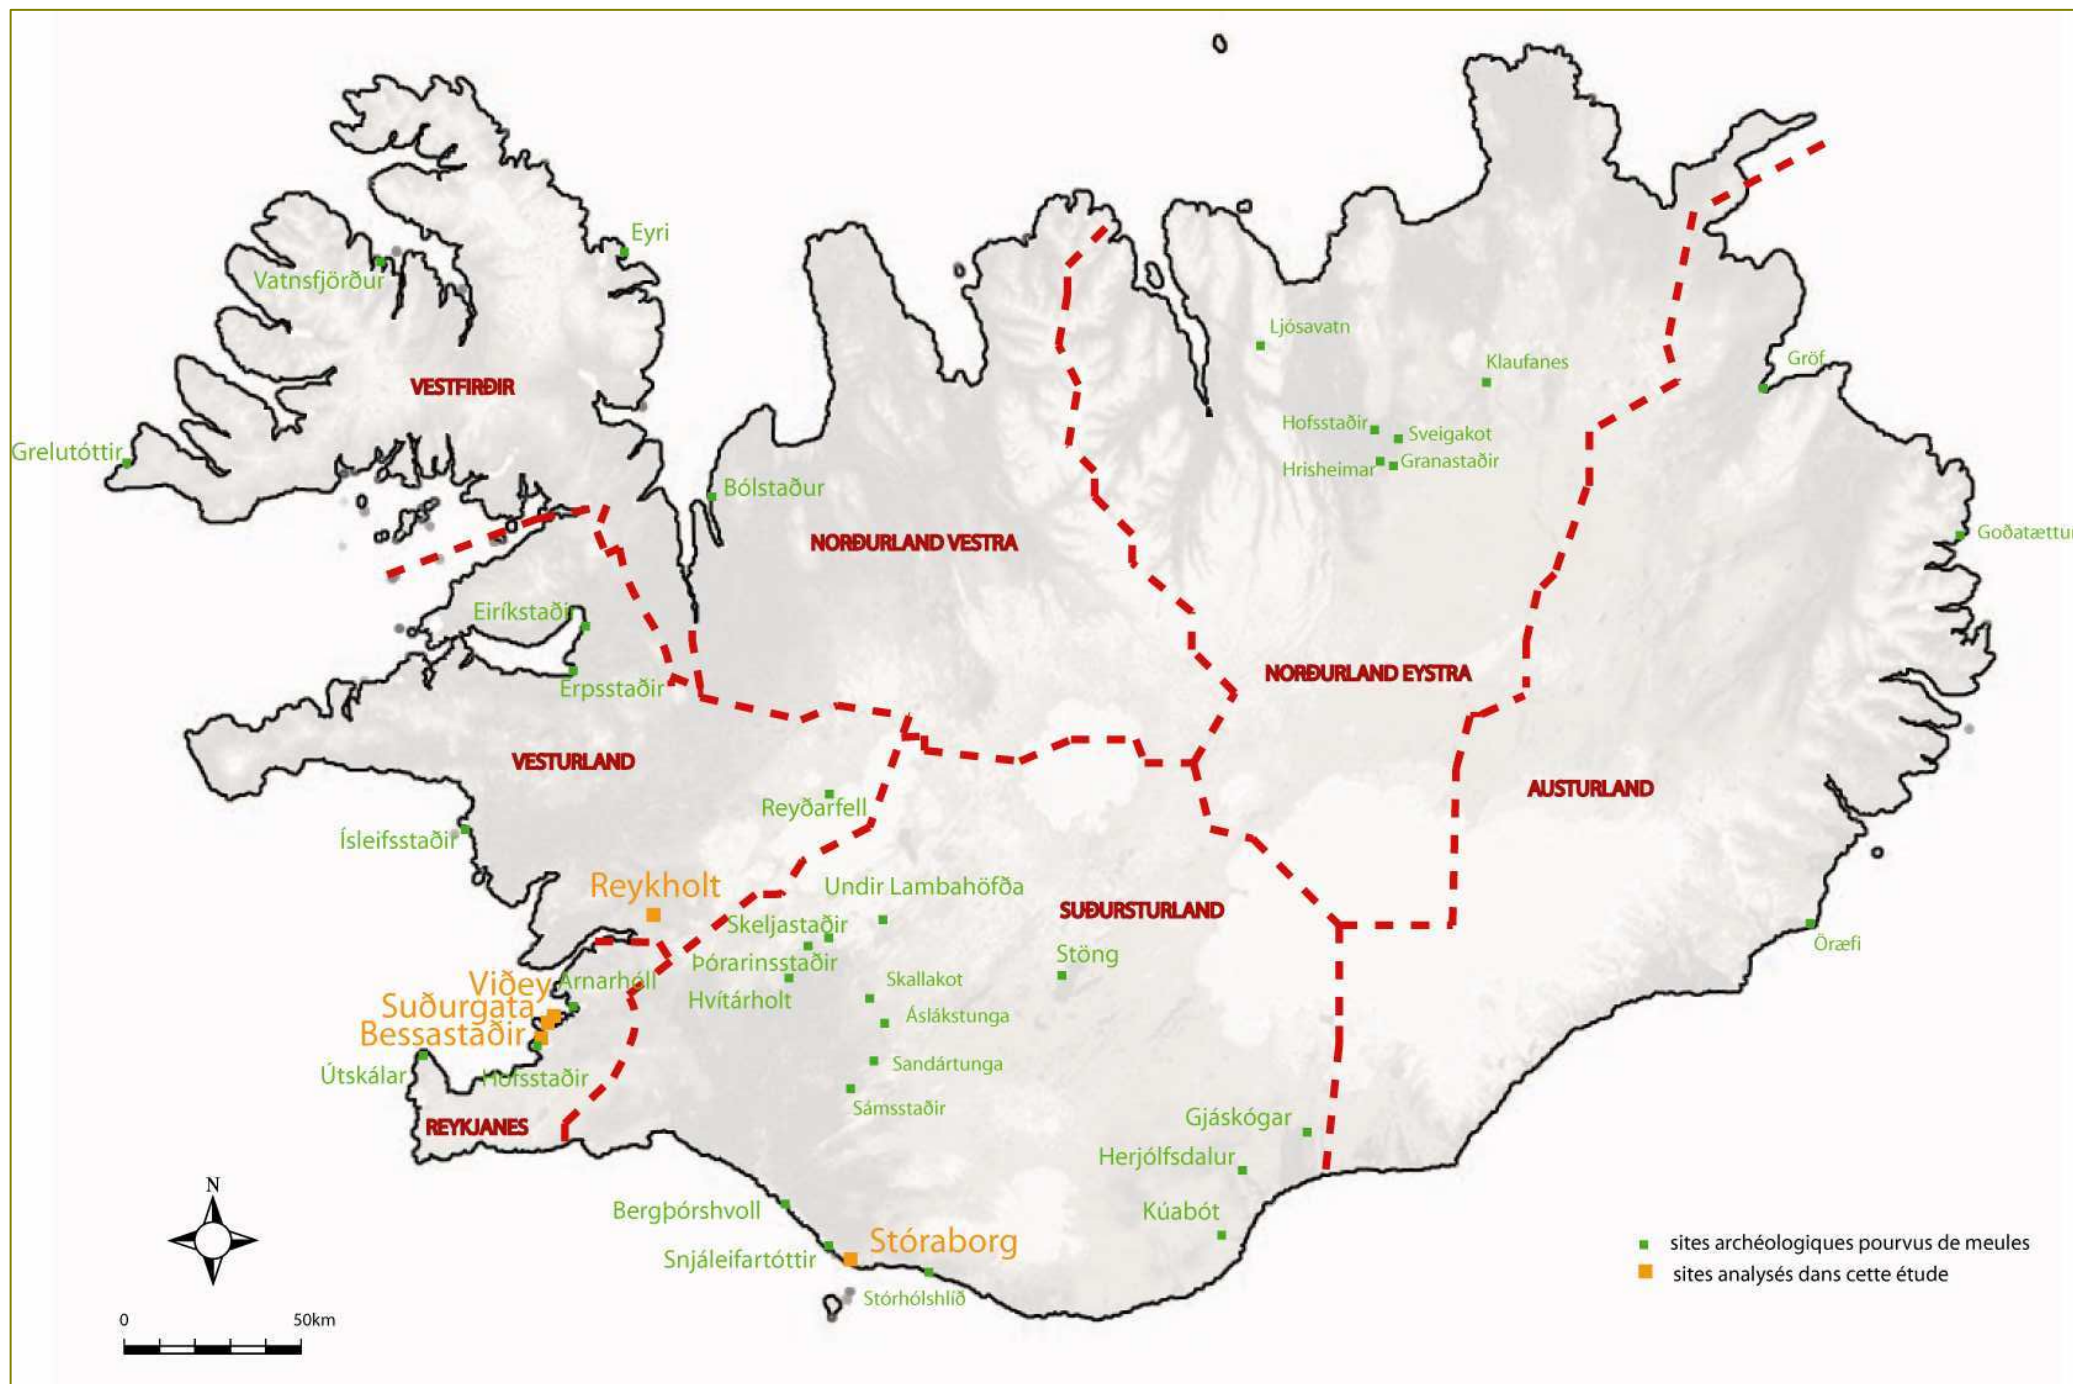 Eyri
Vatnsfjörður
Ljósavatn
Klaufanes
Gröf
VESTFIRÐIR
Hofsstaðir
Sveigakot
Grelutóttir
Hrisheimar
Granastaðir
Bólstaður
NORÐURLAND VESTRA
Goðatættur
Eiríkstaðir
NORÐURLAND EYSTRA
Erpsstaðir
VESTURLAND
AUSTURLAND
Reyðarfell
Ísleifsstaðir
Reykholt
Undir Lambahöfða
SUÐURSTURLAND
Skeljastaðir
Öræfi
Stöng
Þórarinsstaðir
Viðey
Arnarhóll
Skallakot
Hvítárholt
Suðurgata
Áslákstunga
Bessastaðir
Sandártunga
Útskálar
Hofsstaðir
Sámsstaðir
Gjáskógar
REYKJANES
Herjólfsdalur
N
Bergþórshvoll
Kúabót
Stóraborg
Snjáleifartóttir
Stórhólshlíð
sites archéologiques pourvus de meules
sites analysés dans cette étude
0 50km